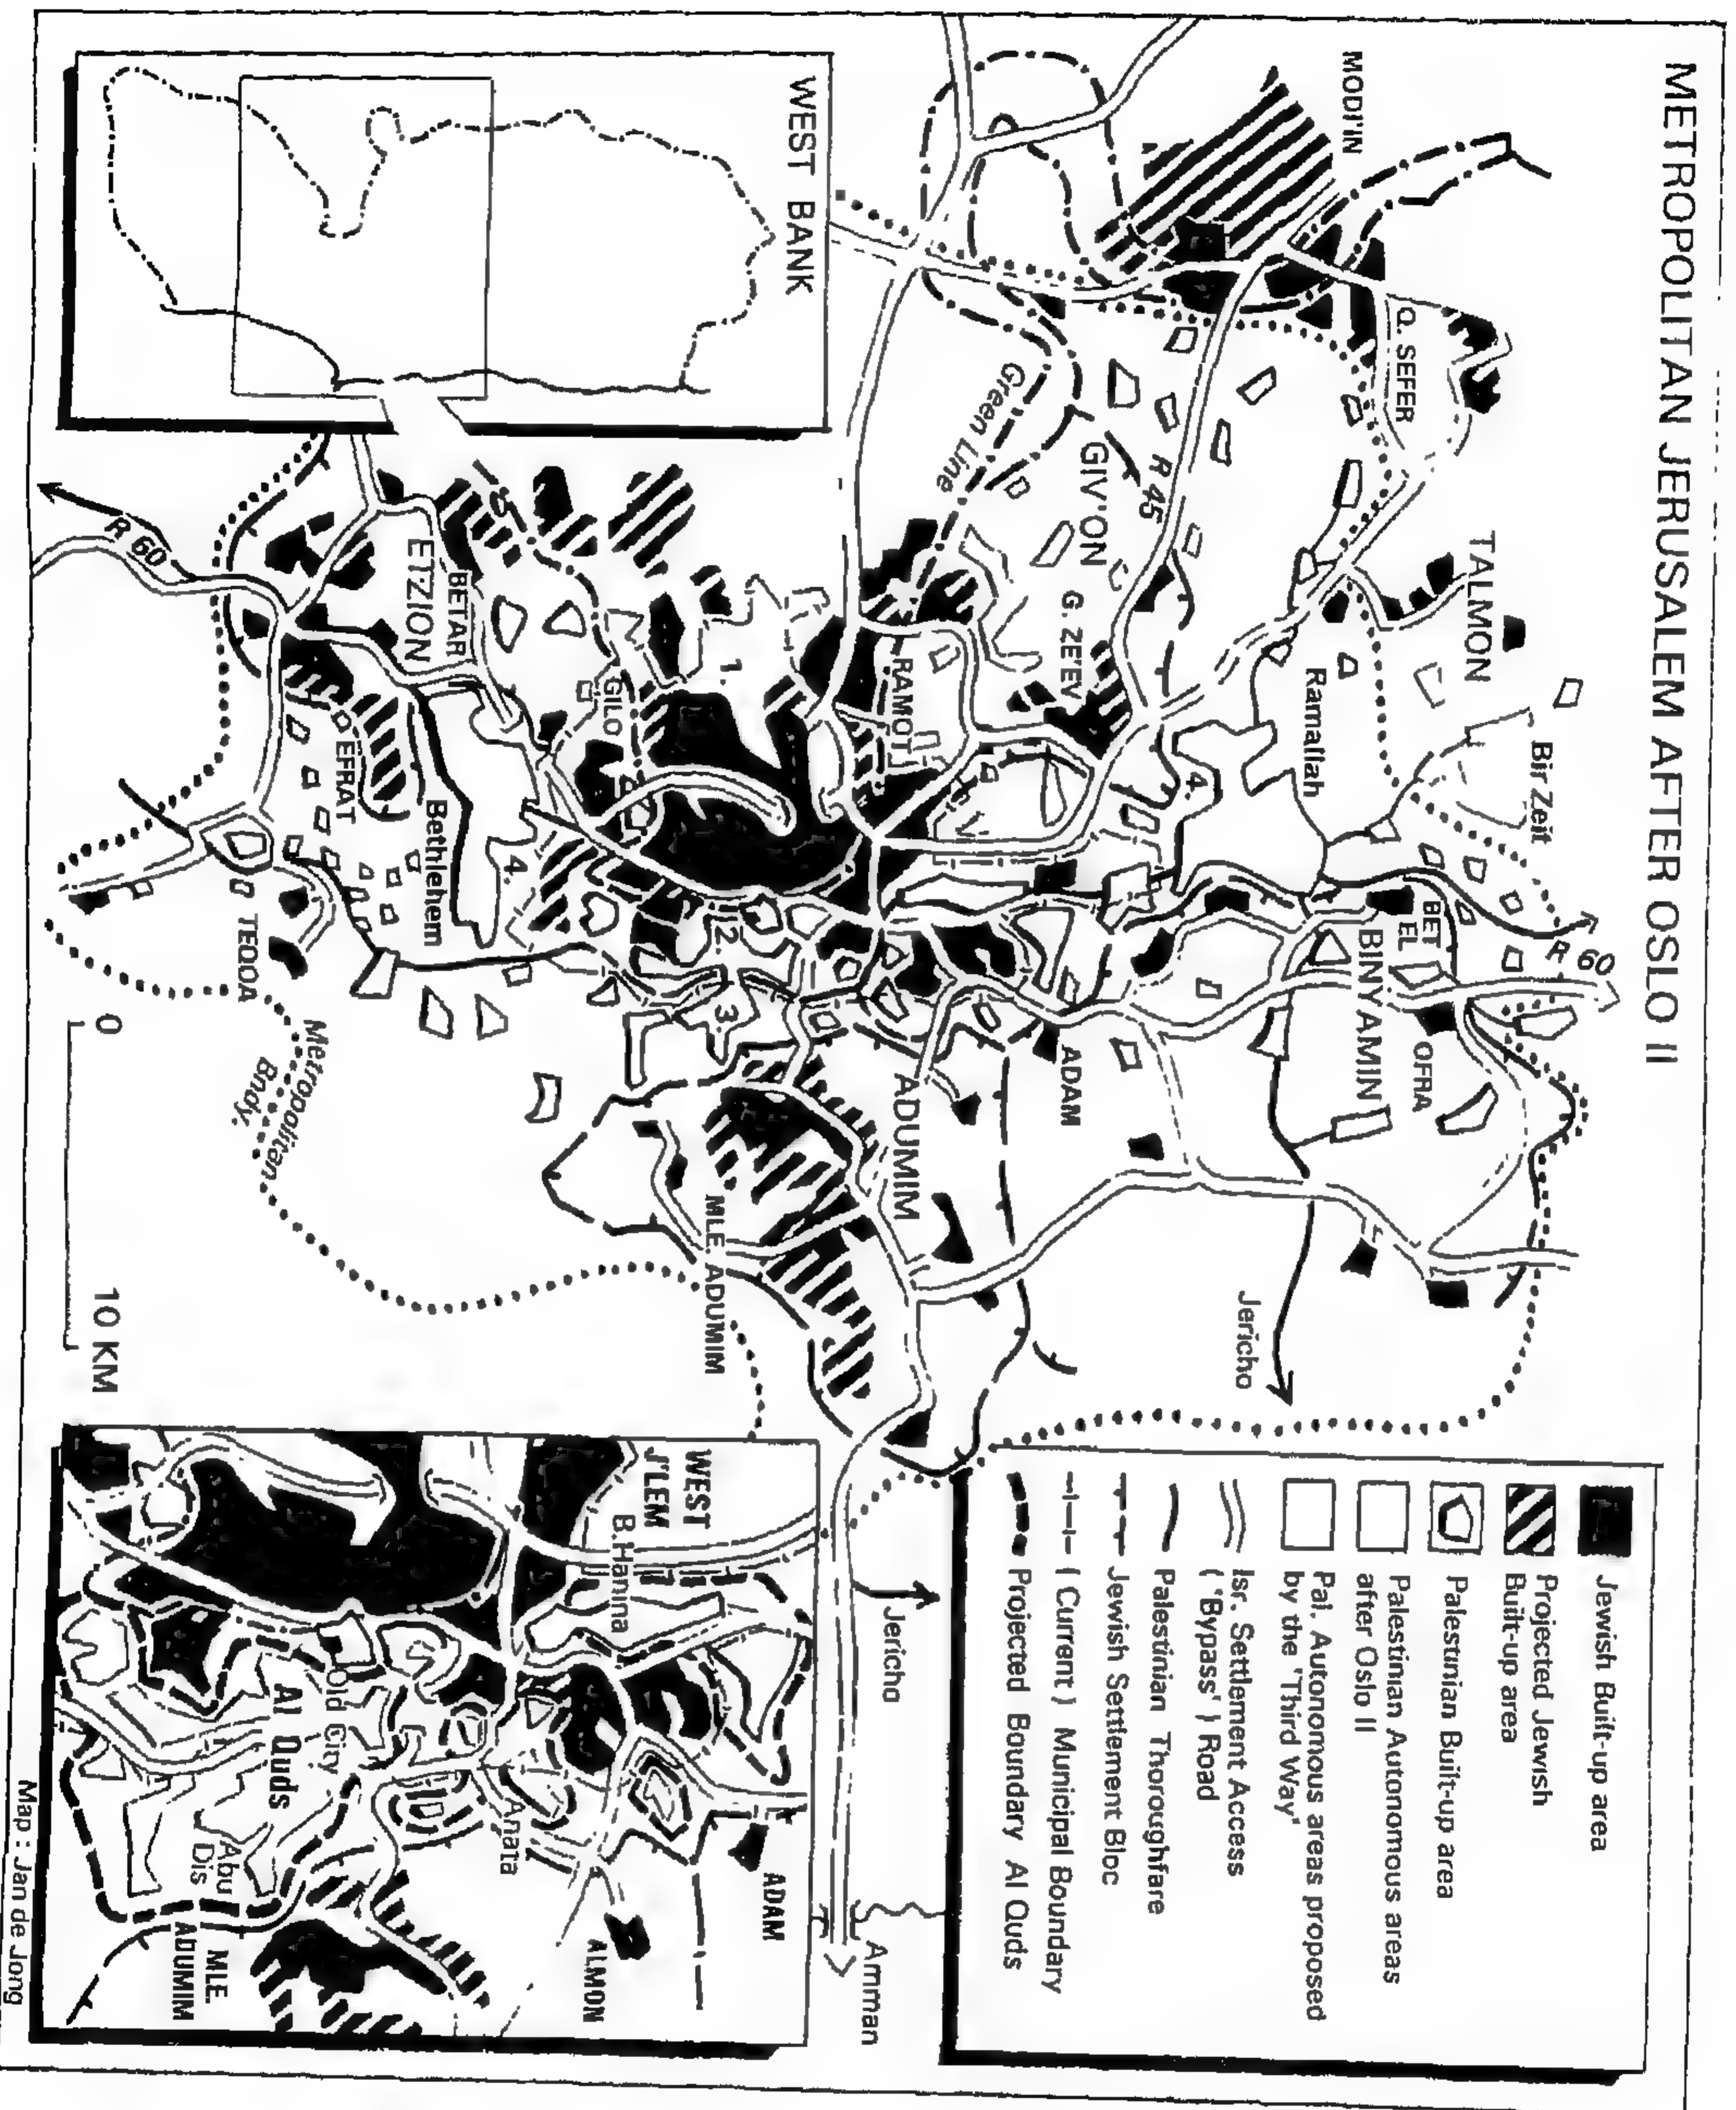 METROPOLITAN JERUSALEM AFTER OSLO II
MODI'IN
Q. SEFER
TALMON
Bir Zeit
R 60
Ramallah
BET
EL
BINYAMIN
OFRA
WEST BANK
Green Line
GIV'ON
R 45
G. ZE'EV
4.
ADAM
Jericho
RAMOT
ADUMIM
1.
2.
3.
GILO
MLE. ADUMIM
BETAR
ETZION
R 60
EFRAT
Bethlehem
4.
TEQOA
Metropolitan
Bndy.
0
10 KM
Jewish Built-up area
Projected Jewish
Built-up area
Palestinian Built-up area
Palestinian Autonomous areas
after Oslo II
Pal. Autonomous areas proposed
by the 'Third Way'
Isr. Settlement Access
( 'Bypass' ) Road
Palestinian Thoroughfare
Jewish Settlement Bloc
( Current ) Municipal Boundary
Projected Boundary Al Quds
Jericho
Amman
WEST
J'LEM
B.Hanina
ADAM
Old City
Al Quds
Anata
ALMON
Abu
Dis
MLE.
ADUMIM
Map : Jan de Jong